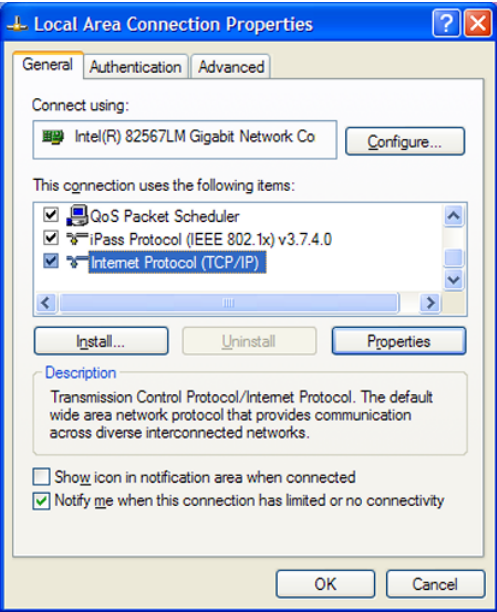 Local Area Connection Properties
General Authentication Advanced
Connect using:
Intel(R) 82567LM Gigabit Network Co
Configure...
This connection uses the following items:
QoS Packet Scheduler
iPass Protocol (IEEE 802.1x) v3.7.4.0
Internet Protocol (TCP/IP)
Install... Uninstall Properties
Description
Transmission Control Protocol/Internet Protocol. The default
wide area network protocol that provides communication
across diverse interconnected networks.
Show icon in notification area when connected
Notify me when this connection has limited or no connectivity
OK Cancel